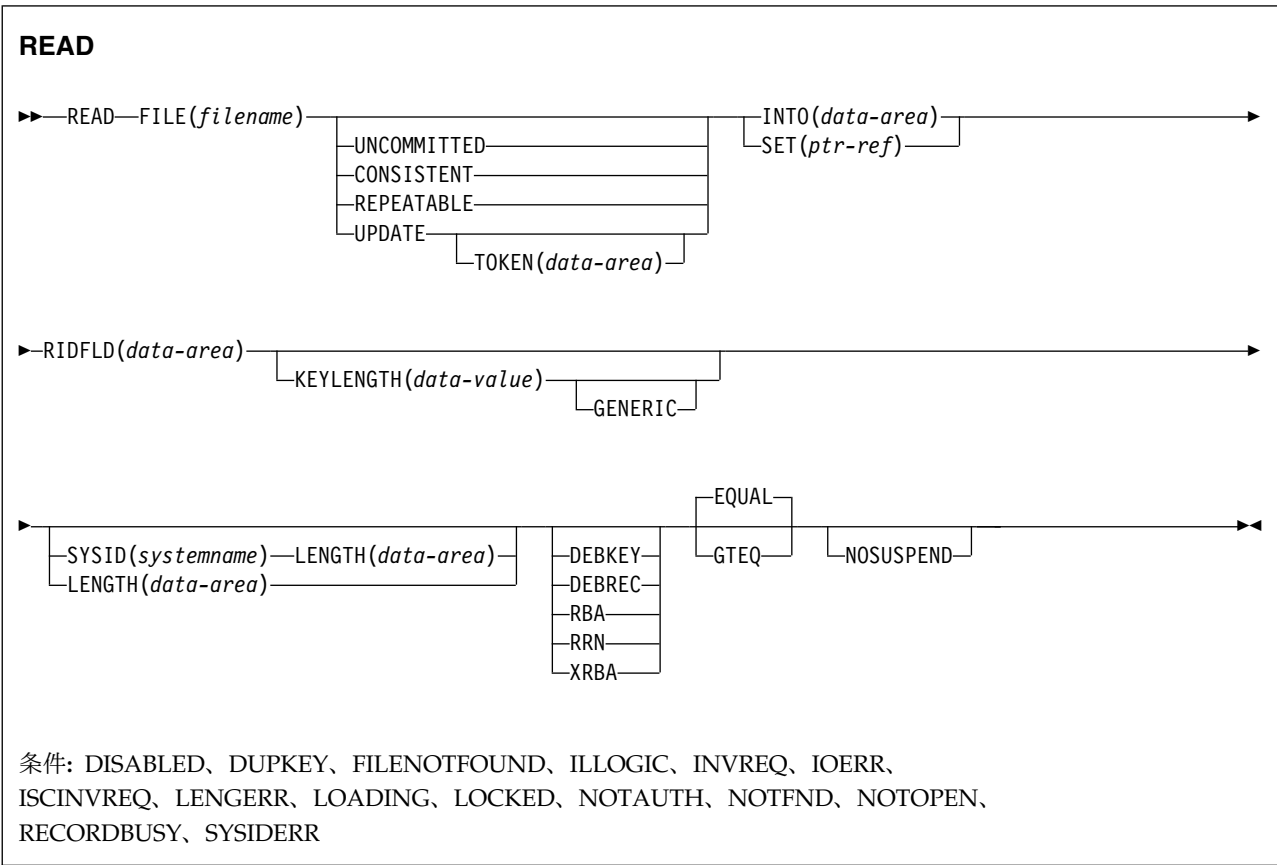 READ
READ FILE(filename) INTO(data-area)
UNCOMMITTED SET(ptr-ref)
CONSISTENT
REPEATABLE
UPDATE
TOKEN(data-area)
RIDFLD(data-area)
KEYLENGTH(data-value)
GENERIC
EQUAL
SYSID(systemname) LENGTH(data-area) DEBKEY GTEQ NOSUSPEND
LENGTH(data-area) DEBREC
RBA
RRN
XRBA
条件: DISABLED、DUPKEY、FILENOTFOUND、ILLOGIC、INVREQ、IOERR、
ISCINVREQ、LENGERR、LOADING、LOCKED、NOTAUTH、NOTFND、NOTOPEN、
RECORDBUSY、SYSIDERR